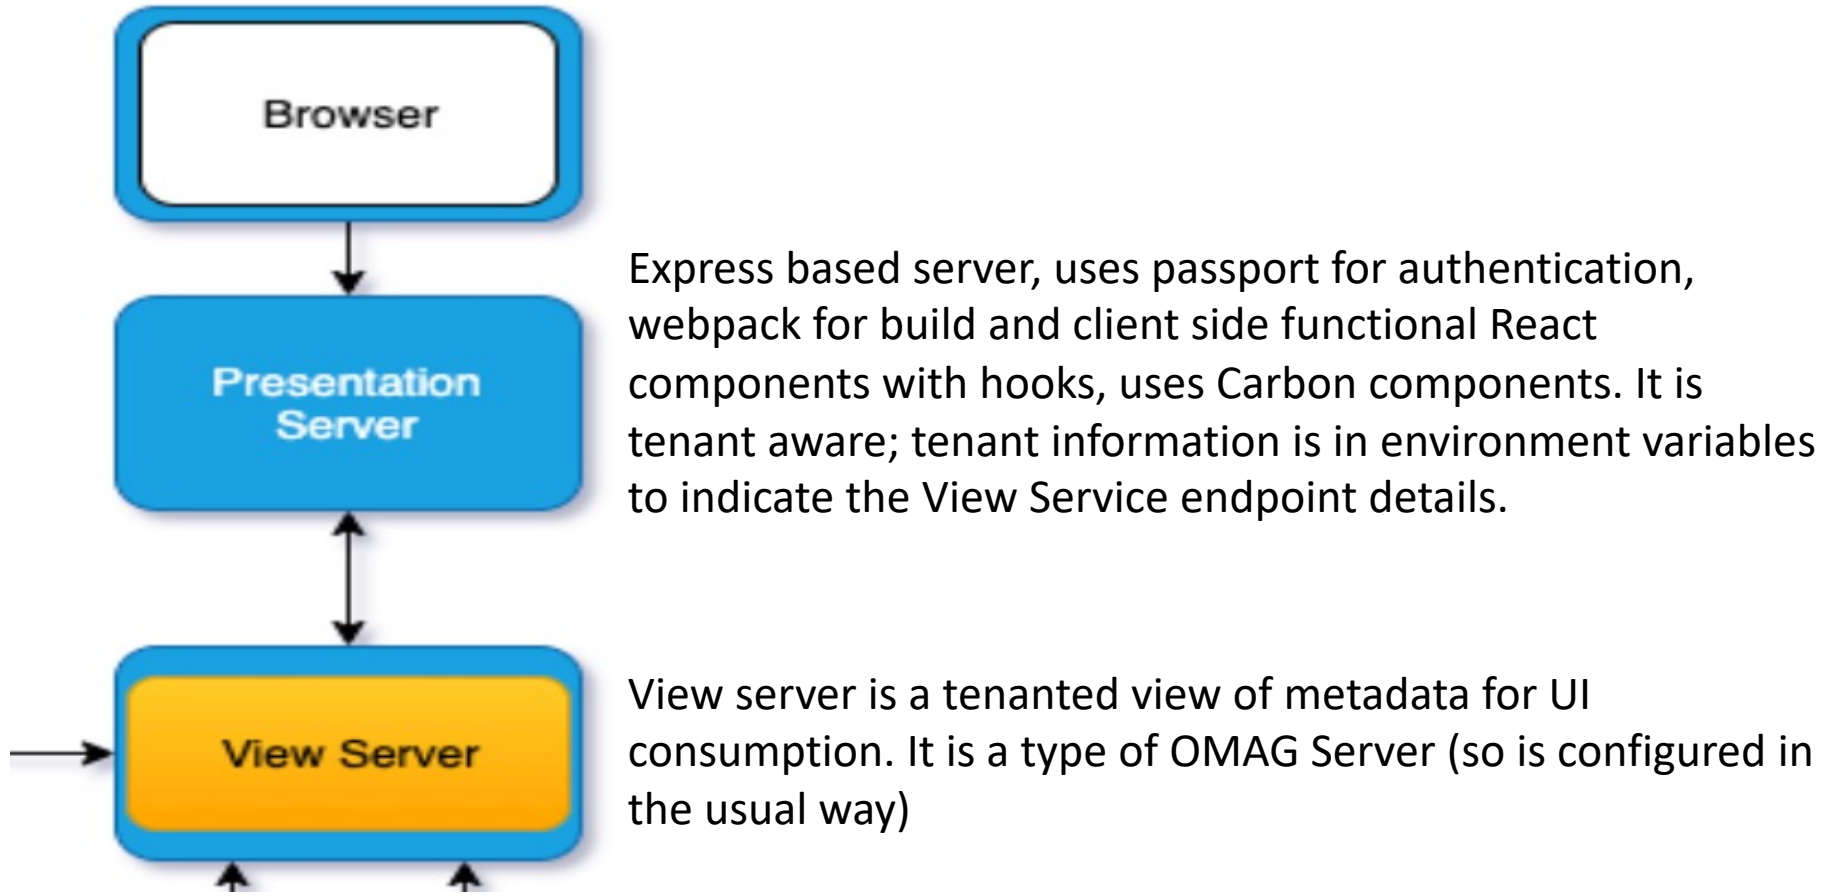 Browser
Express based server, uses passport for authentication,
webpack for build and client side functional React
components with hooks, uses Carbon components. It is
tenant aware; tenant information is in environment variables
to indicate the View Service endpoint details.
Presentation
Server
View server is a tenanted view of metadata for UI
consumption. It is a type of OMAG Server (so is configured in
the usual way)
View Server